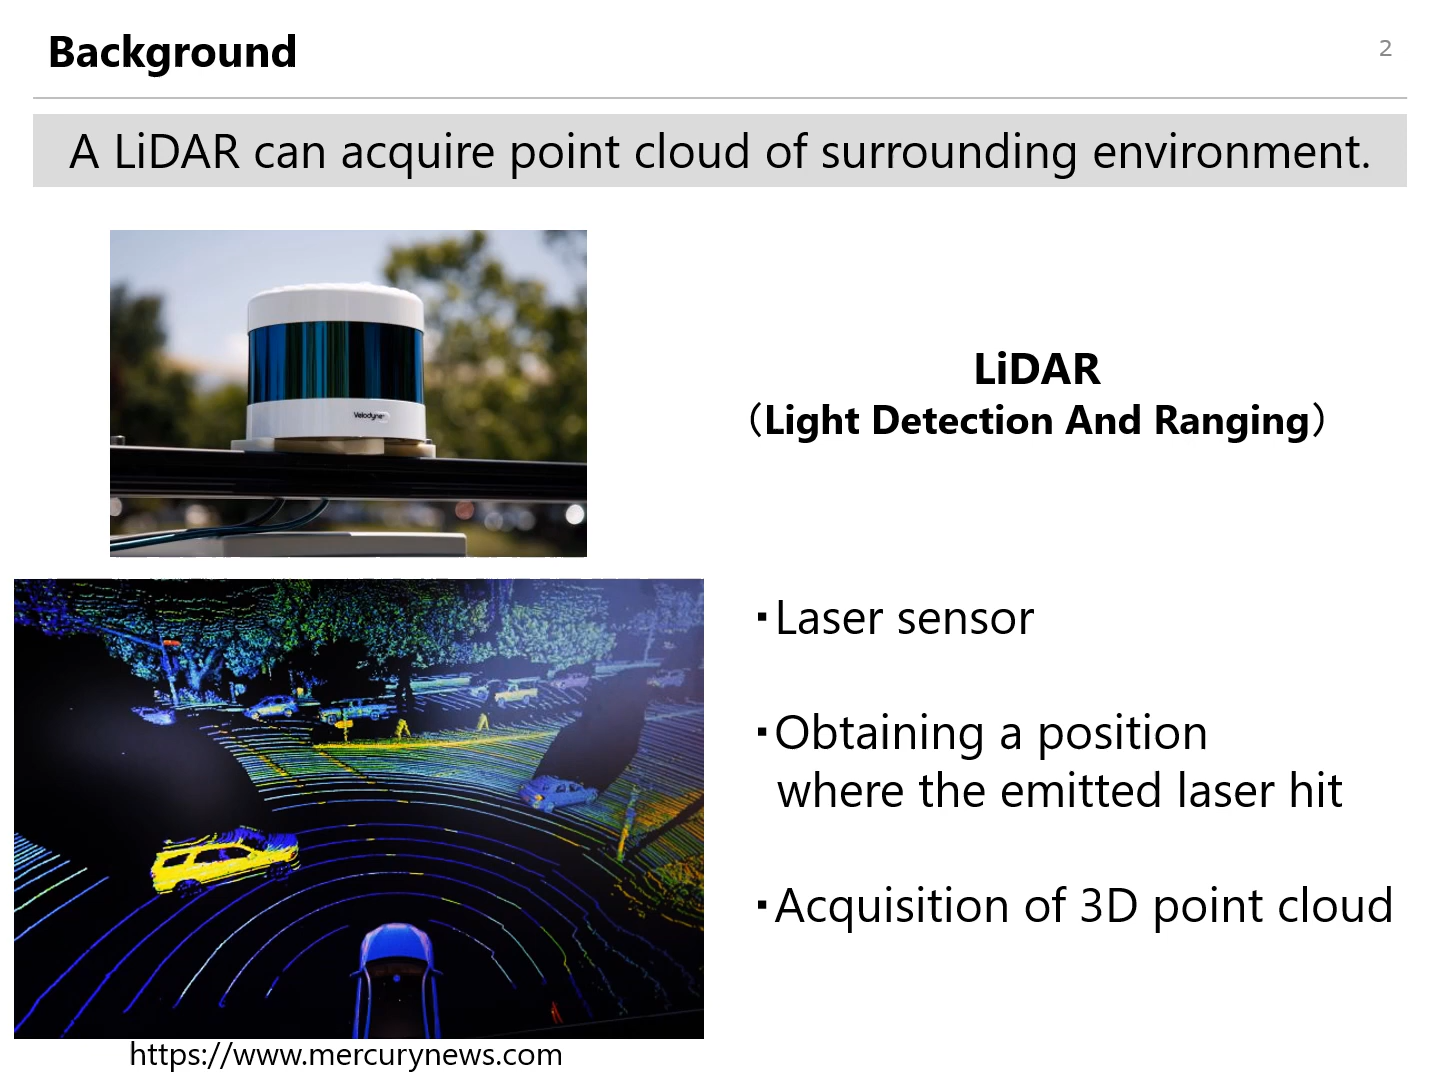 Background
2
A LiDAR can acquire point cloud of surrounding environment.
Velodyne
LiDAR
（Light Detection And Ranging）
･Laser sensor
･Obtaining a position
where the emitted laser hit
･Acquisition of 3D point cloud
https://www.mercurynews.com